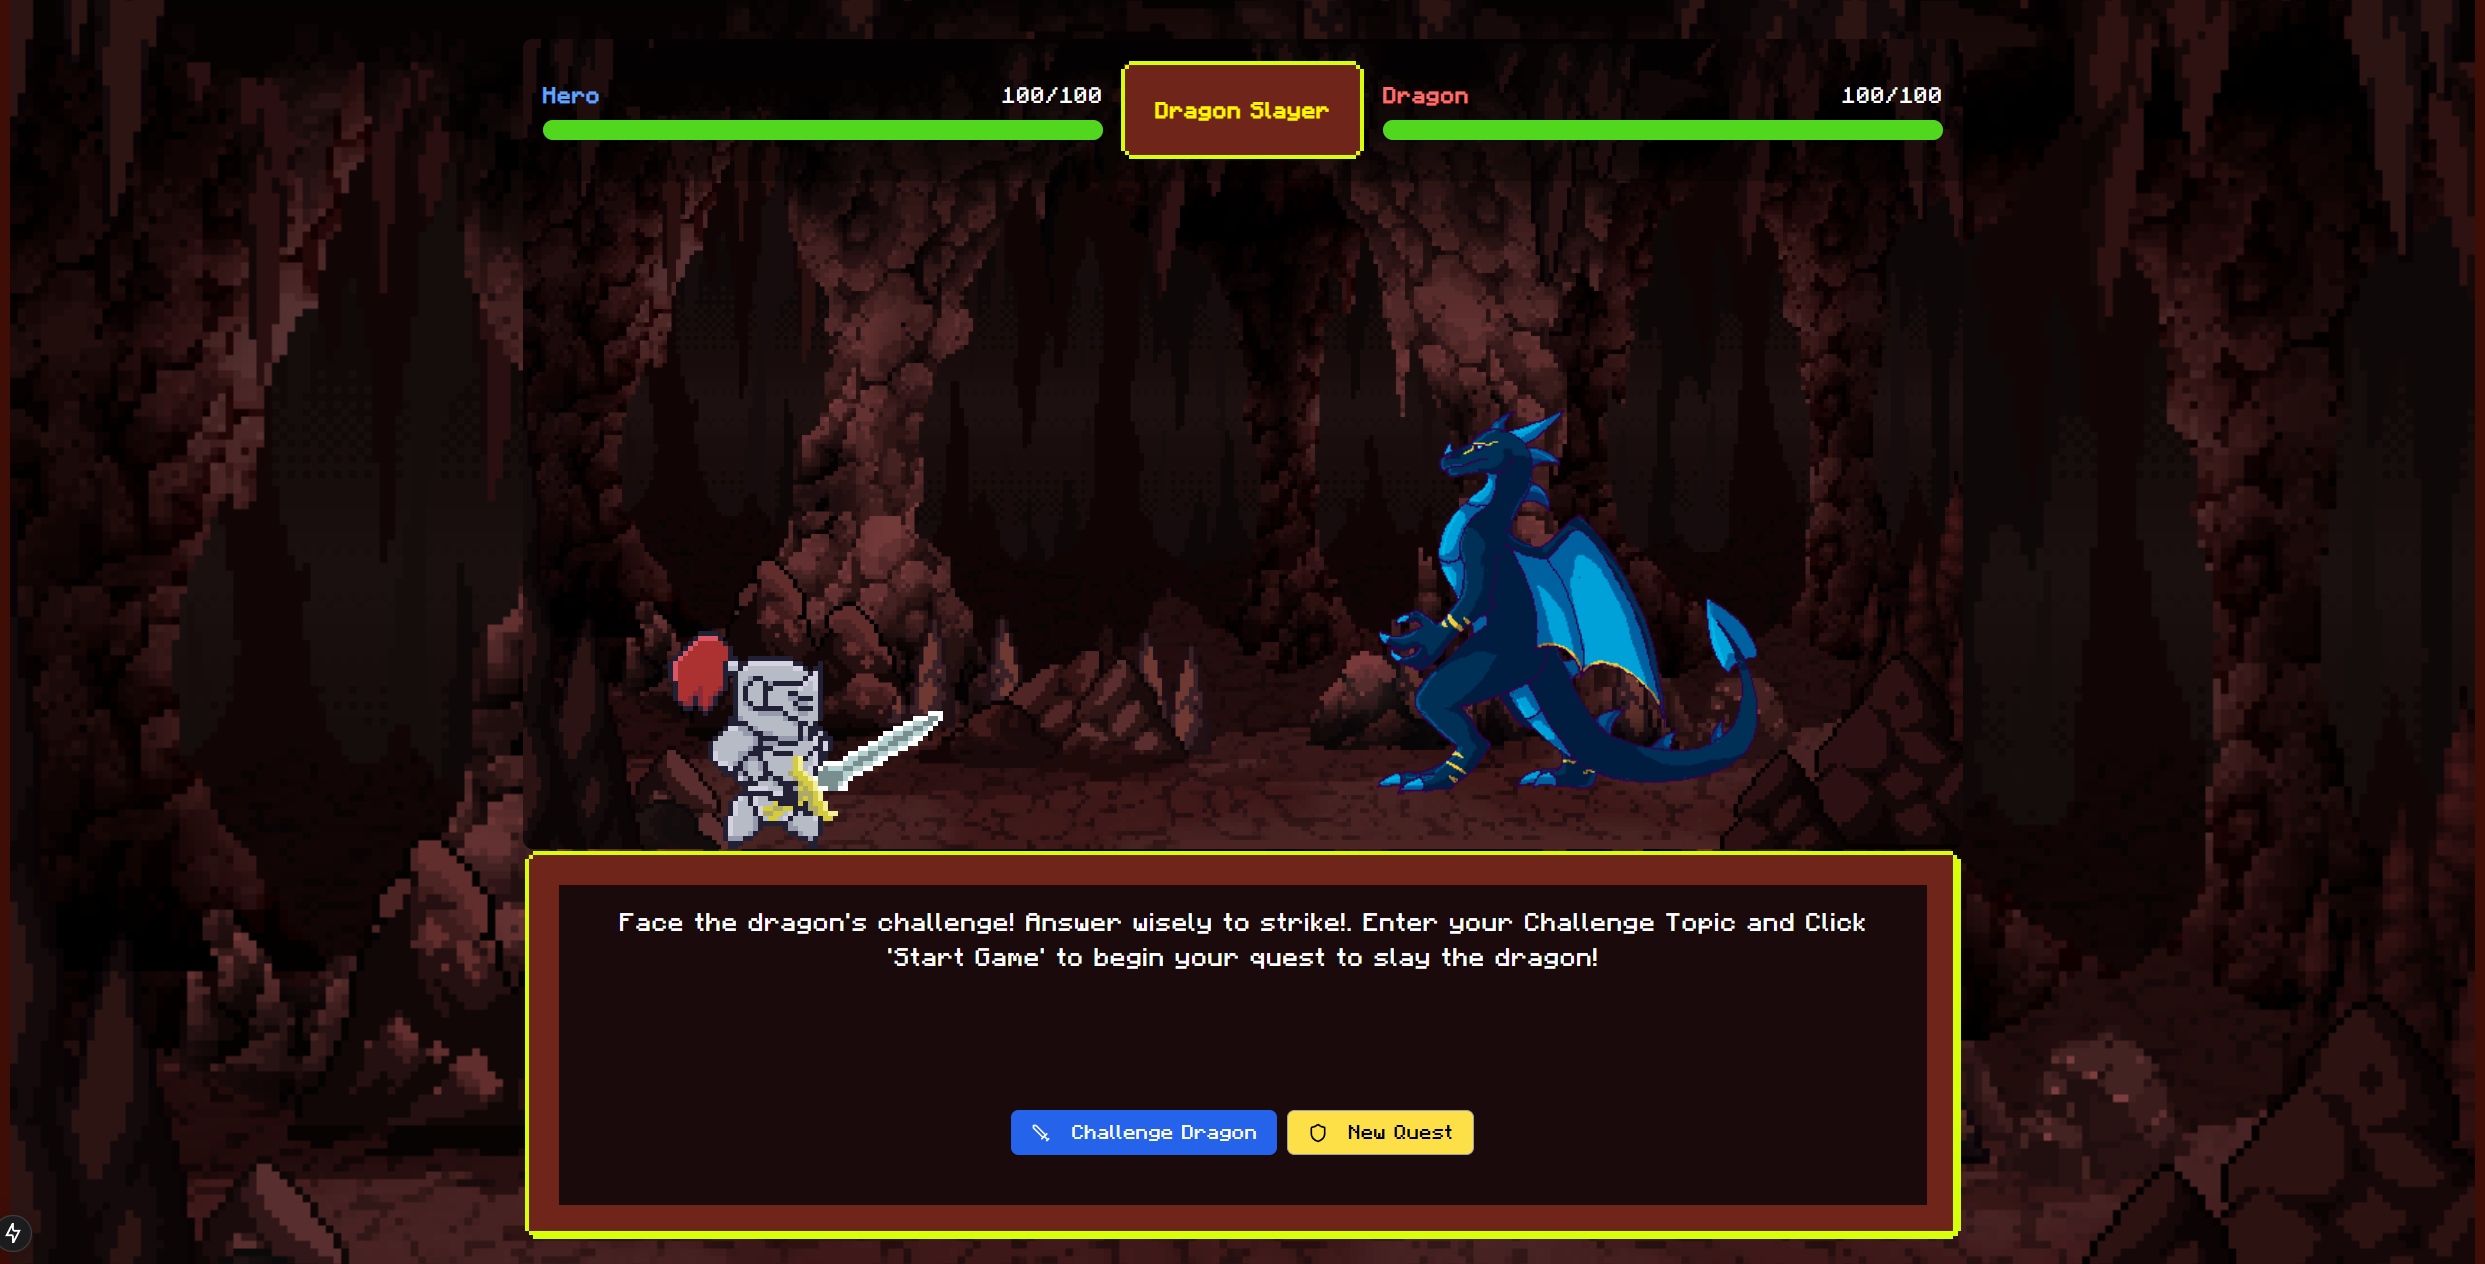 Hero
100/100
Dragon Slayer
Dragon
100/100
Face the dragon's challenge! Answer wisely to strike!. Enter your Challenge Topic and Click
'Start Game' to begin your quest to slay the dragon!
Challenge Dragon
New Quest